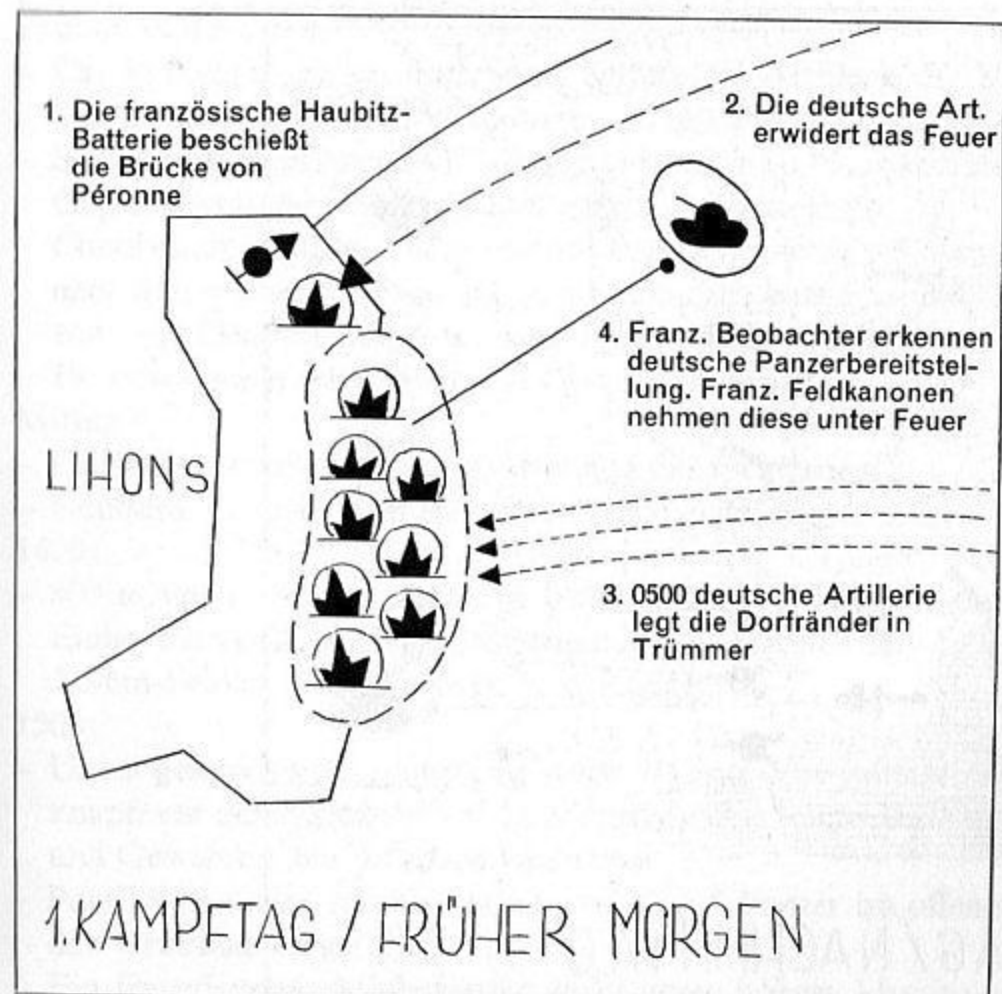 1. Die französische Haubitz-
Batterie beschießt
die Brücke von
Péronne
2. Die deutsche Art.
erwidert das Feuer
4. Franz. Beobachter erkennen
deutsche Panzerbereitstel-
lung. Franz. Feldkanonen
nehmen diese unter Feuer
LIHONS
3. 0500 deutsche Artillerie
legt die Dorfränder in
Trümmer
1. KAMPFTAG / FRÜHER MORGEN